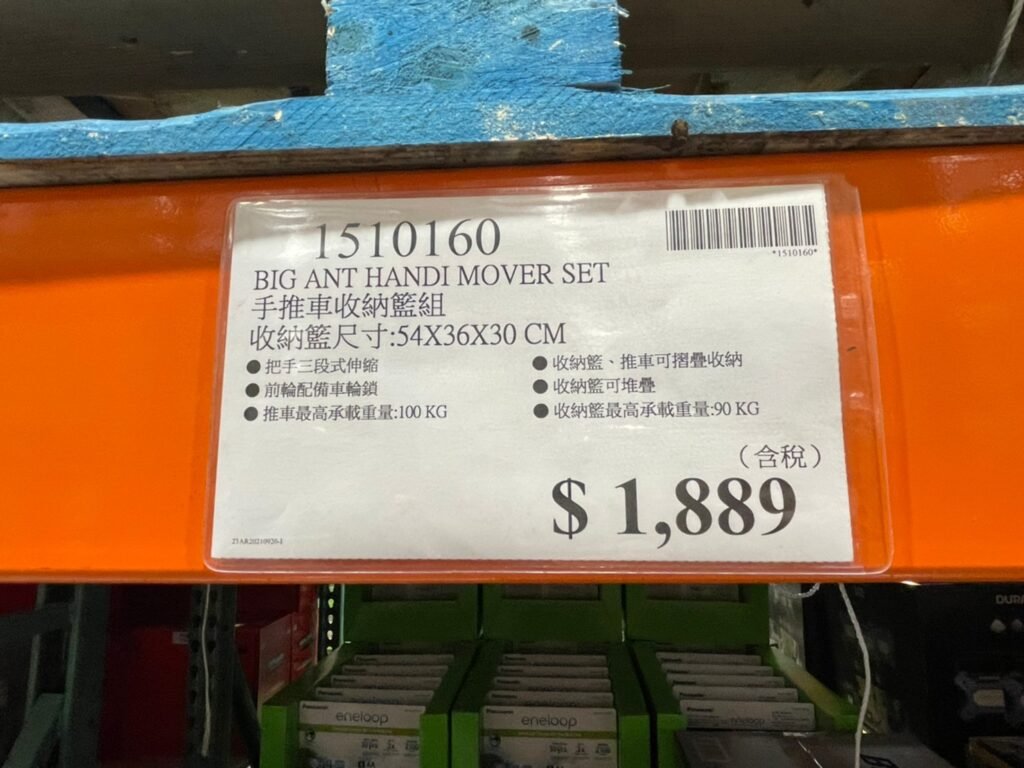 1510160
*1510160*
BIG ANT HANDI MOVER SET
手推車收納籃組
收納籃尺寸:54X36X30 CM
●把手三段式伸縮
●前輪配備車輪鎖
●推車最高承載重量:100 KG
●收納籃、推車可摺疊收納
●收納籃可堆疊
●收納籃最高承載重量:90 KG
（含稅）
$ 1,889
Panasonic
eneloop
Panasonic
eneloop
Panasonic
eneloop